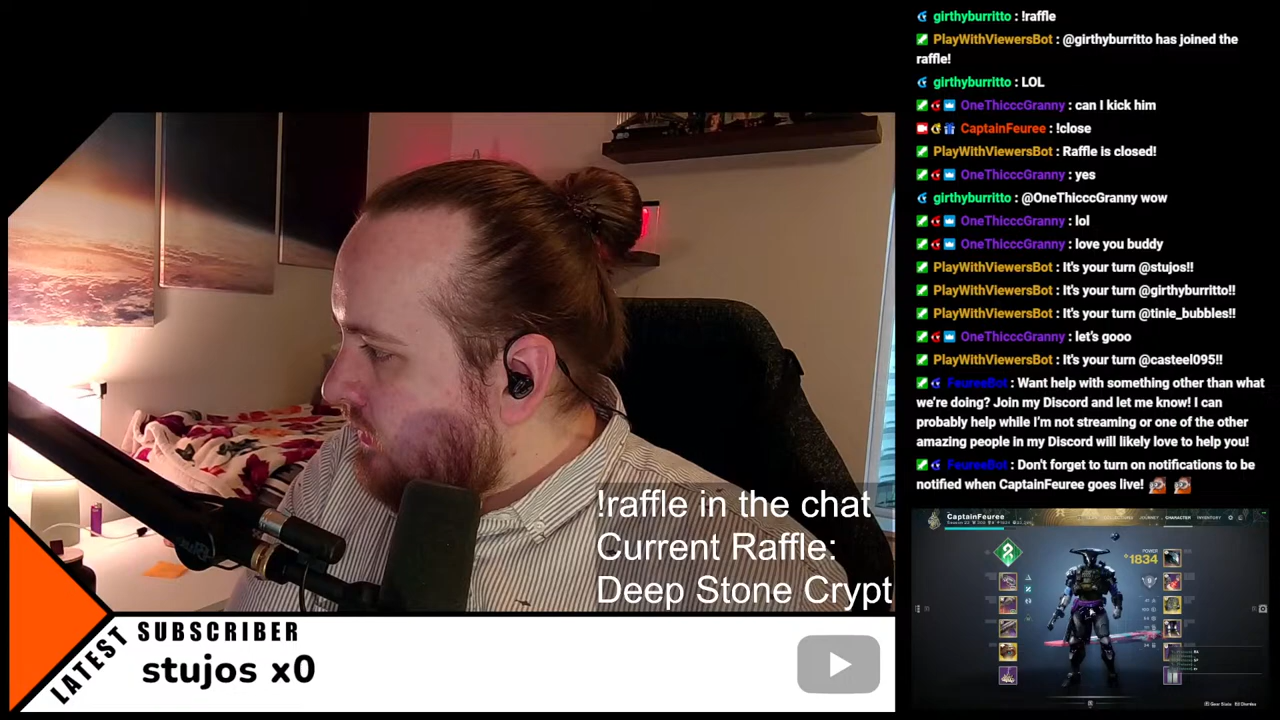 girthyburritto : !raffle
PlayWithViewersBot : @girthyburritto has joined the
raffle!
girthyburritto : LOL
OneThicccGranny : can I kick him
CaptainFeuree : !close
PlayWithViewersBot : Raffle is closed!
OneThicccGranny : yes
girthyburritto : @OneThicccGranny wow
OneThicccGranny : lol
OneThicccGranny : love you buddy
PlayWithViewersBot : It's your turn @stujos!!
PlayWithViewersBot : It's your turn @girthyburritto!!
PlayWithViewersBot : It's your turn @tinie_bubbles!!
OneThicccGranny : let's gooo
PlayWithViewersBot : It's your turn @casteel095!!
FeureeBot : Want help with something other than what
we're doing? Join my Discord and let me know! I can
probably help while I'm not streaming or one of the other
amazing people in my Discord will likely love to help you!
FeureeBot : Don't forget to turn on notifications to be
notified when CaptainFeuree goes live!
!raffle in the chat
Current Raffle:
Deep Stone Crypt
LATEST SUBSCRIBER
stujos x0
CaptainFeuree
JOURNEY
CHARACTER
INVENTORY
POWER
1834